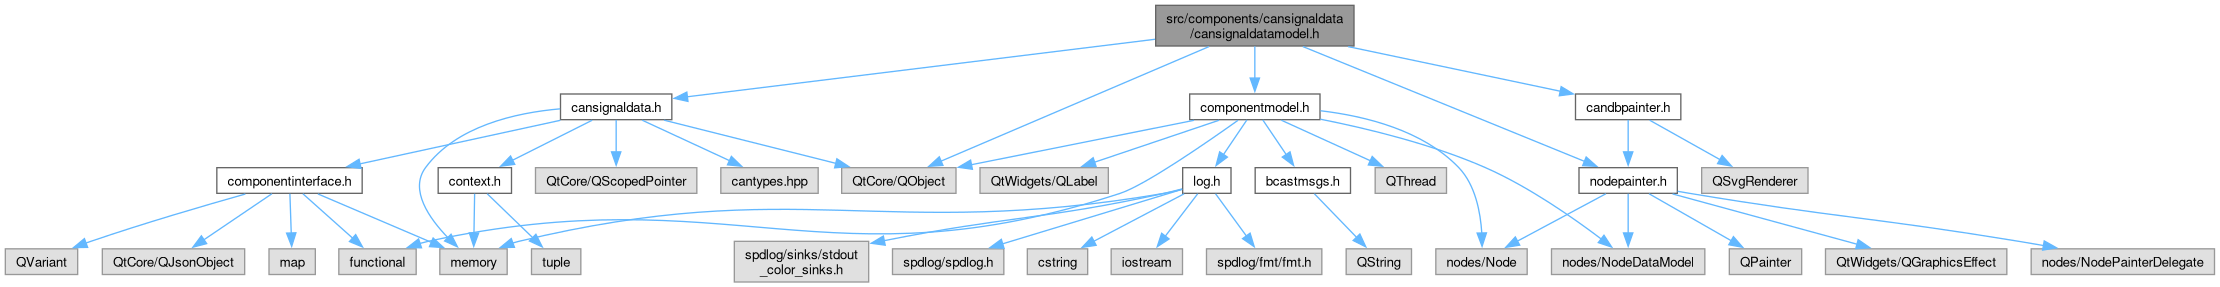 src/components/cansignaldata
/cansignaldatamodel.h
cansignaldata.h
componentmodel.h
candbpainter.h
componentinterface.h
context.h
QtCore/QScopedPointer
cantypes.hpp
QtCore/QObject
QtWidgets/QLabel
log.h
bcastmsgs.h
QThread
nodepainter.h
QSvgRenderer
QVariant
QtCore/QJsonObject
map
functional
memory
tuple
spdlog/sinks/stdout
_color_sinks.h
spdlog/spdlog.h
cstring
iostream
spdlog/fmt/fmt.h
QString
nodes/Node
nodes/NodeDataModel
QPainter
QtWidgets/QGraphicsEffect
nodes/NodePainterDelegate